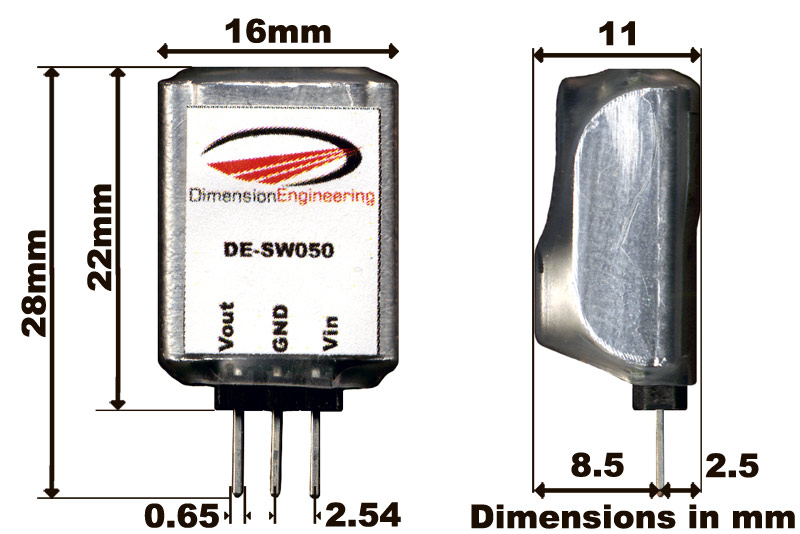 16mm
11
28mm
22mm
DimensionEngineering
DE-SW050
Vout
GND
Vin
8.5
2.5
0.65
2.54
Dimensions in mm